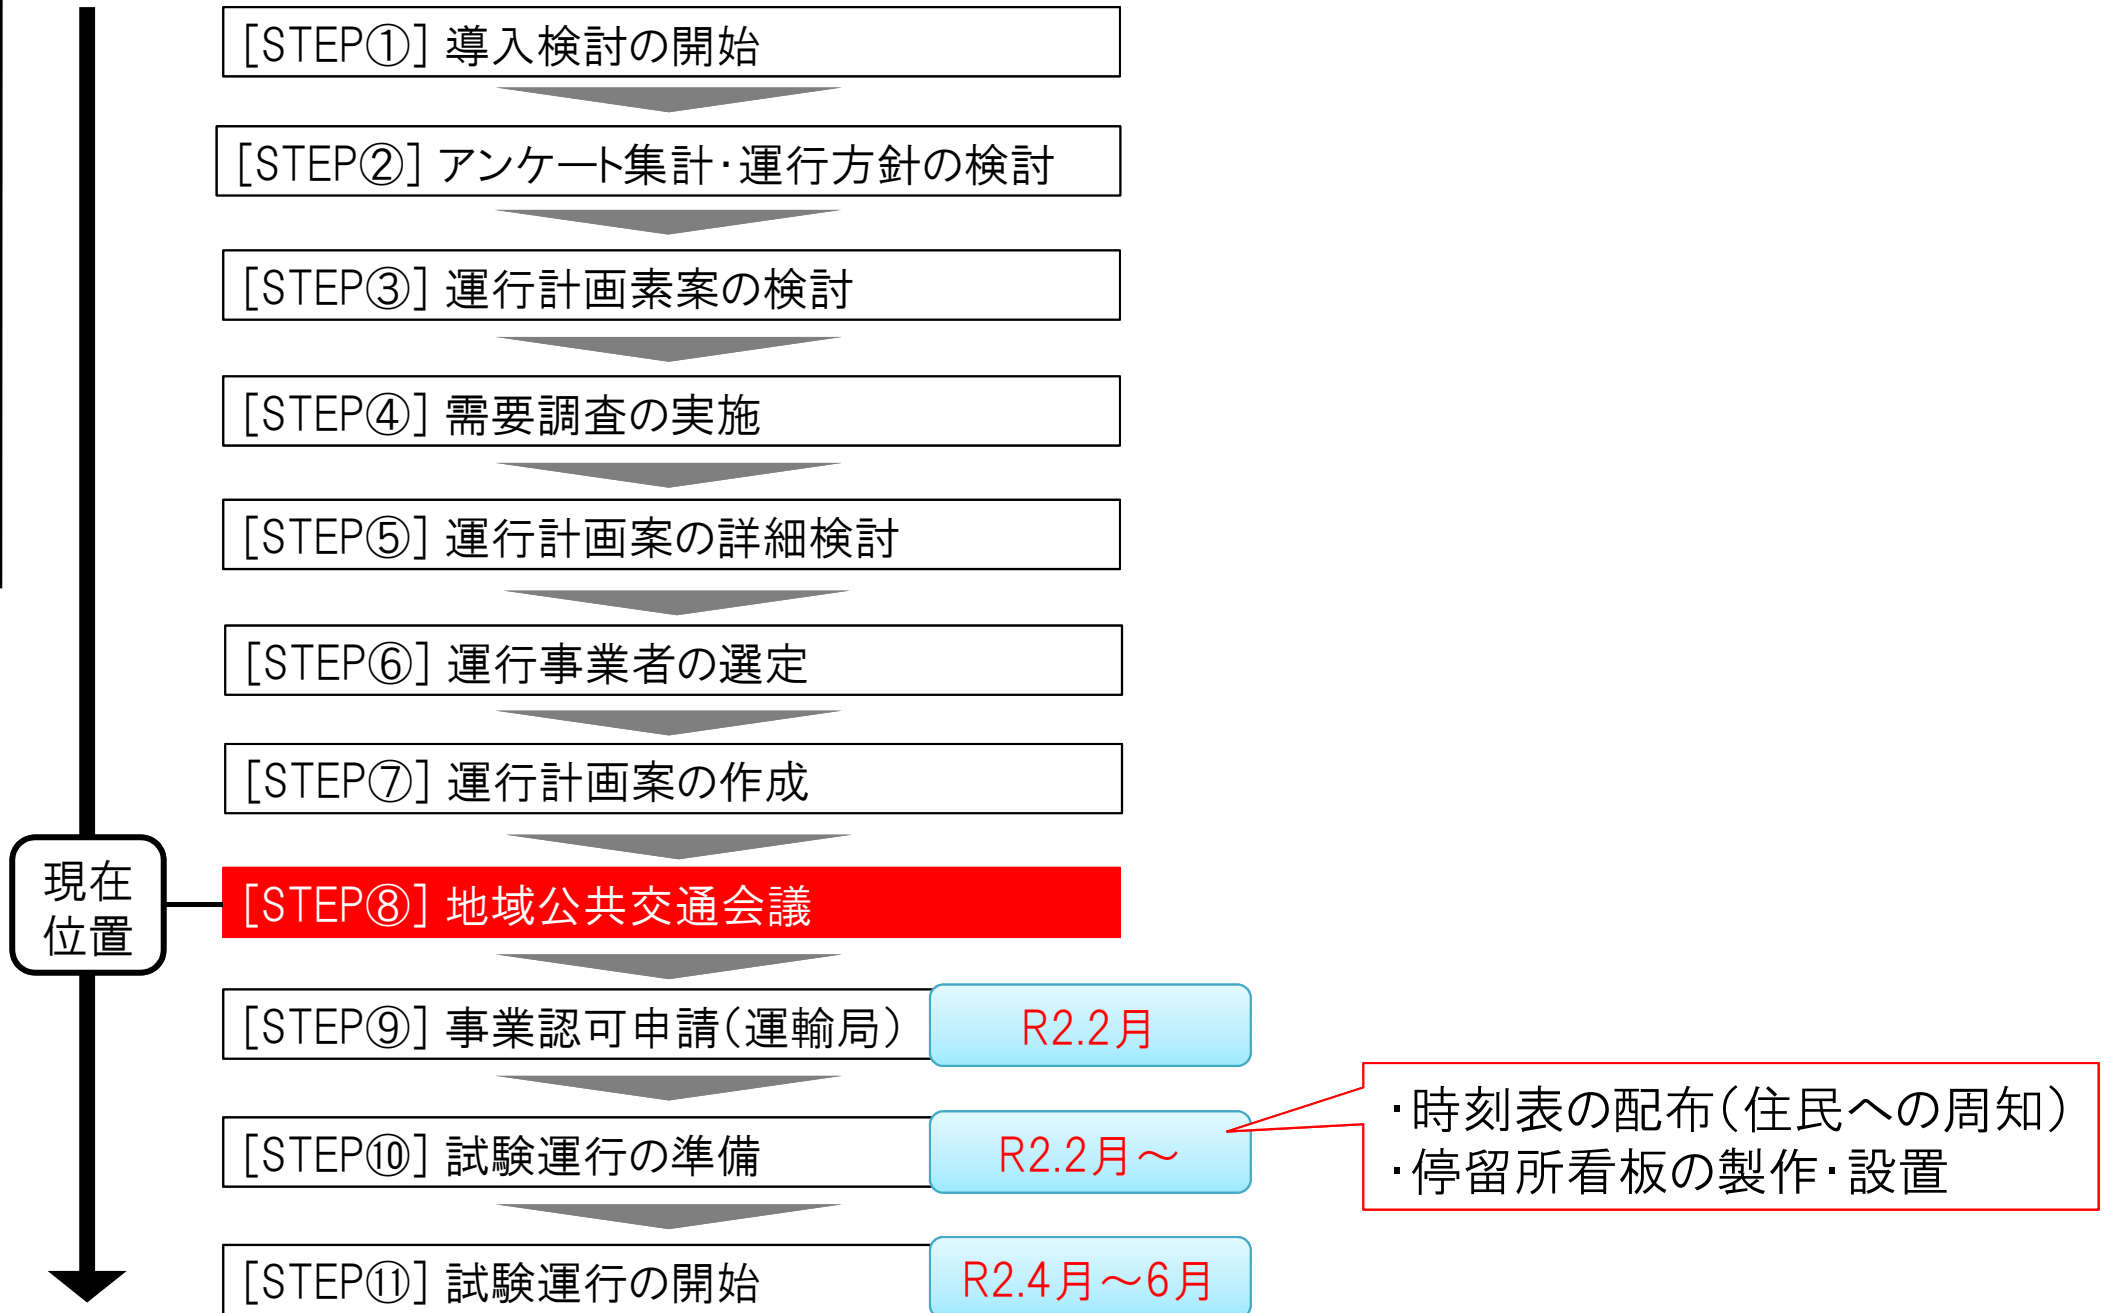 [STEP①] 導入検討の開始
[STEP②] アンケート集計・運行方針の検討
[STEP③] 運行計画素案の検討
[STEP④] 需要調査の実施
[STEP⑤] 運行計画案の詳細検討
[STEP⑥] 運行事業者の選定
[STEP⑦] 運行計画案の作成
現在
位置
[STEP⑧] 地域公共交通会議
[STEP⑨] 事業認可申請(運輸局)
R2.2月
[STEP⑩] 試験運行の準備
R2.2月～
・時刻表の配布(住民への周知)
・停留所看板の製作・設置
[STEP⑪] 試験運行の開始
R2.4月～6月